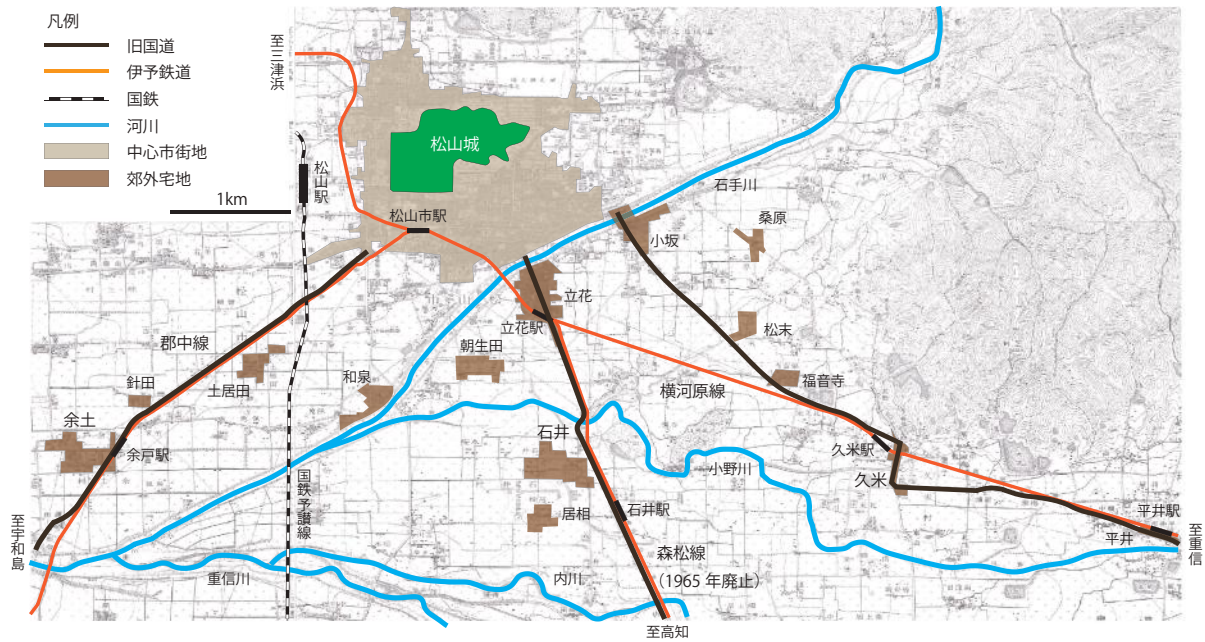 凡例
旧国道
伊予鉄道
国鉄
河川
中心市街地
郊外宅地
1km
至三津浜
松山駅
松山城
松山市駅
石手川
桑原
小坂
立花
立花駅
松末
朝生田
郡中線
和泉
土居田
針田
余土
余戸駅
横河原線
福音寺
久米駅
久米
石井
小野川
国鉄予讃線
居相
石井駅
平井駅
平井
至重信
至宇和島
重信川
内川
森松線
（1965 年廃止）
至高知